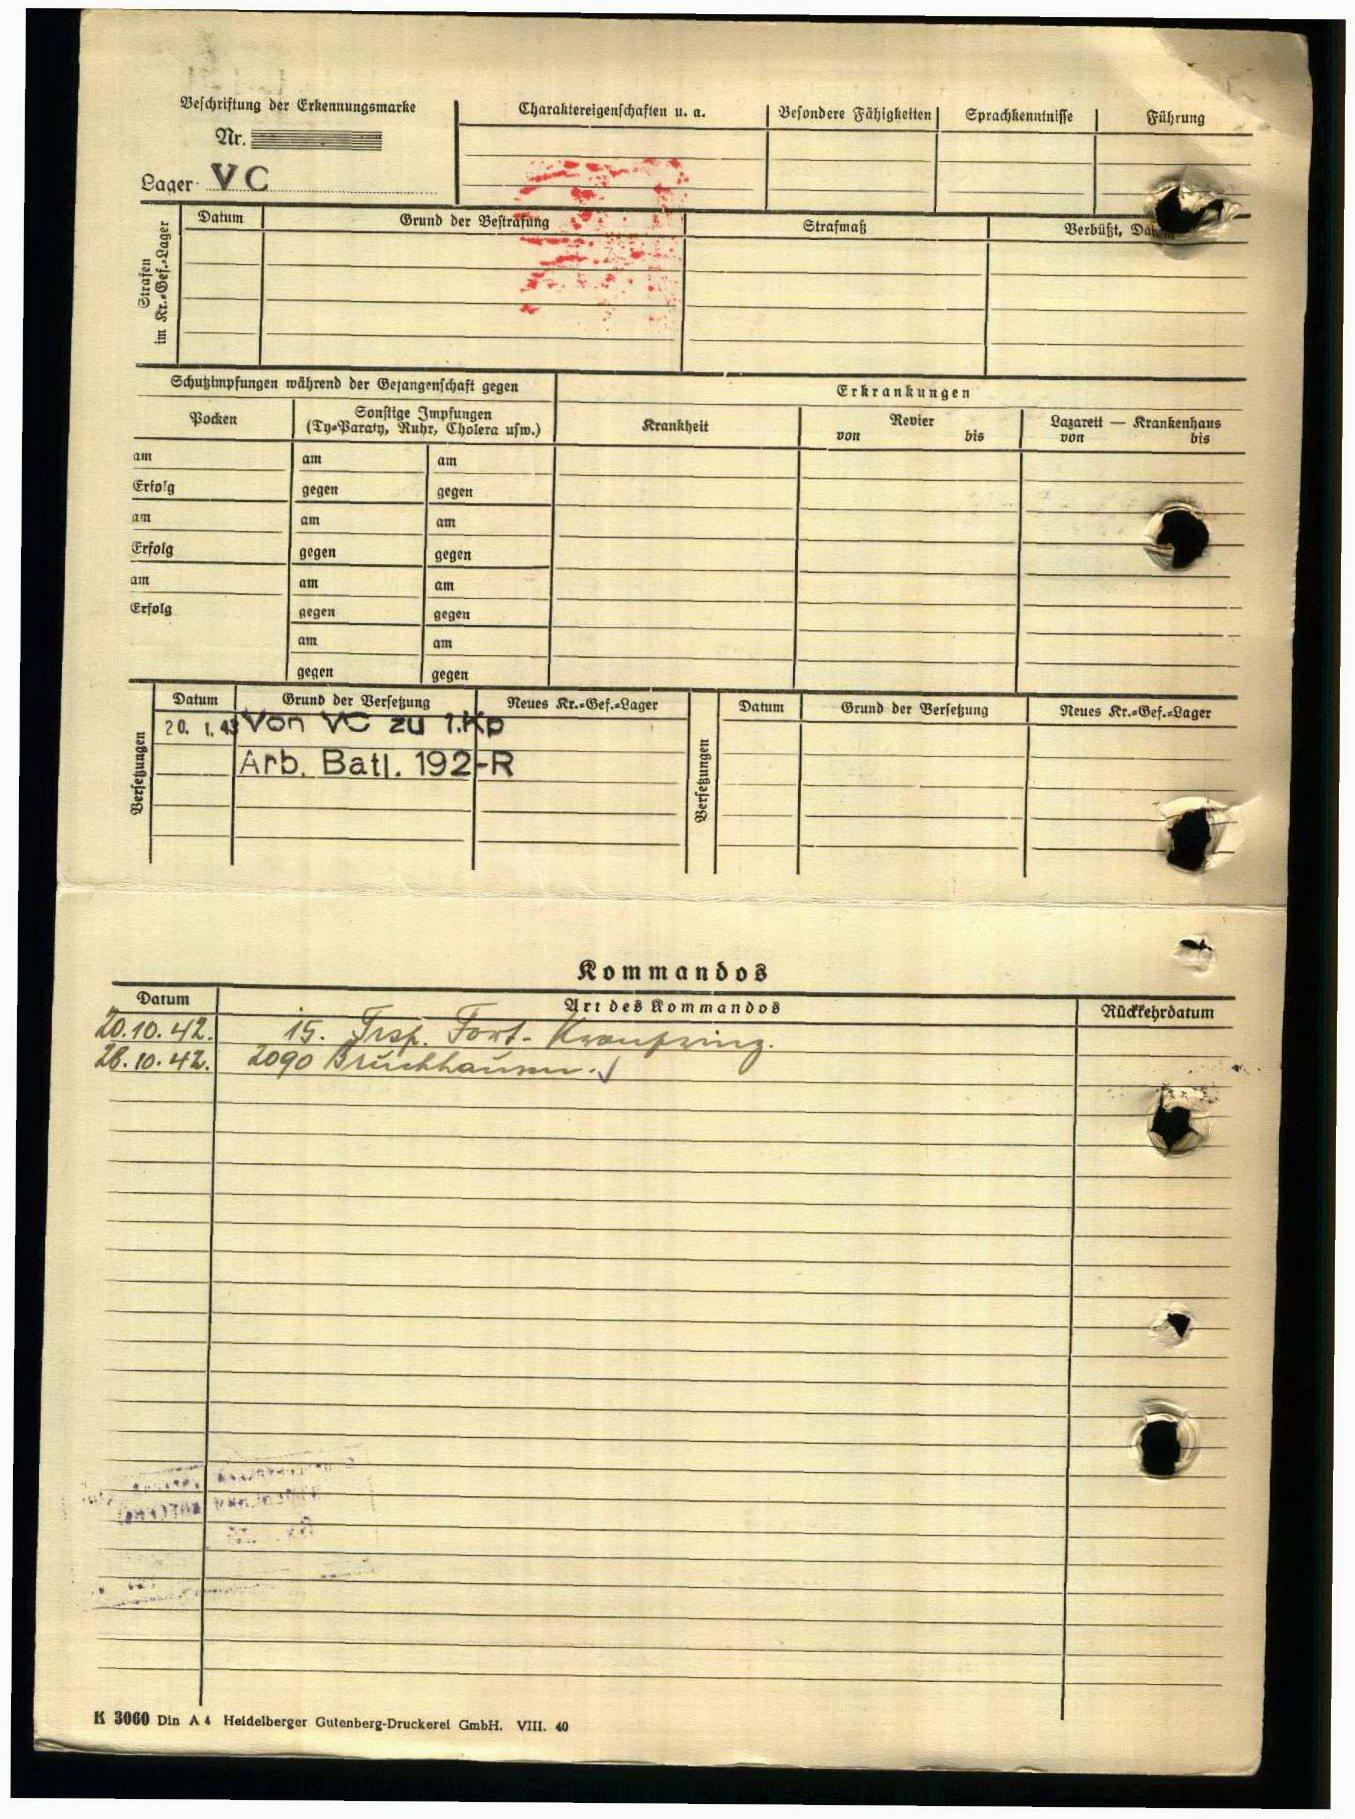 Beschriftung der Erkennungsmarke
Nr.
Lager VC
Charaktereigenschaften u. a.
Besondere Fähigkeiten
Sprachkenntnisse
Führung
Strafen
im Kr.=Gef.=Lager
Datum
Grund der Bestrafung
Strafmaß
Verbüßt, Datum
Schutzimpfungen während der Gefangenschaft gegen
Erkrankungen
Pocken
Sonstige Impfungen
(Ty=Paraty, Ruhr, Cholera usw.)
Krankheit
Revier
von bis
Lazarett — Krankenhaus
von bis
am am am
Erfolg gegen gegen
am am am
Erfolg gegen gegen
am am am
Erfolg gegen gegen
am am
gegen gegen
Versetzungen
Datum Grund der Versetzung Neues Kr.=Gef.=Lager
20. 1. 43 Von VC zu 1.Kp
Arb. Batl. 192-R
Versetzungen
Datum Grund der Versetzung Neues Kr.=Gef.=Lager
Kommandos
Datum Art des Kommandos Rückkehrdatum
20.10.42. 15. Trsp. Fort-
26.10.42. 2090 Bruchhausen.
K 3060 Din A 4 Heidelberger Gutenberg-Druckerei GmbH. VIII. 40